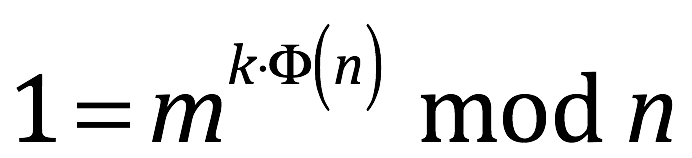 1 = m^{k·Φ(n)} mod n